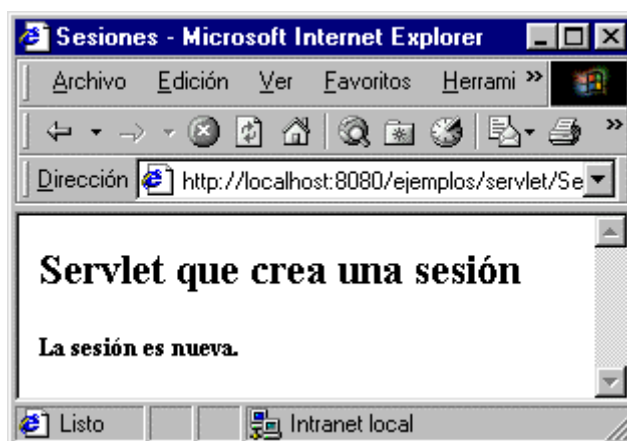 Sesiones - Microsoft Internet Explorer
Archivo Edición Ver Favoritos Herrami »
»
Dirección http://localhost:8080/ejemplos/servlet/Se
Servlet que crea una sesión
La sesión es nueva.
Listo Intranet local